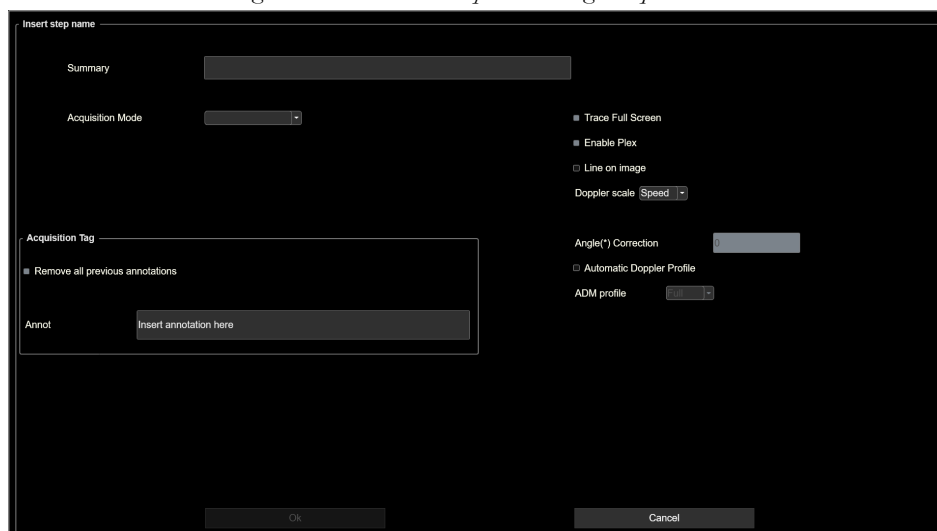 Insert step name
Summary
Acquisition Mode
Trace Full Screen
Enable Plex
Line on image
Doppler scale Speed
Acquisition Tag
Remove all previous annotations
Annot Insert annotation here
Angle(*) Correction 0
Automatic Doppler Profile
ADM profile Full
Ok Cancel